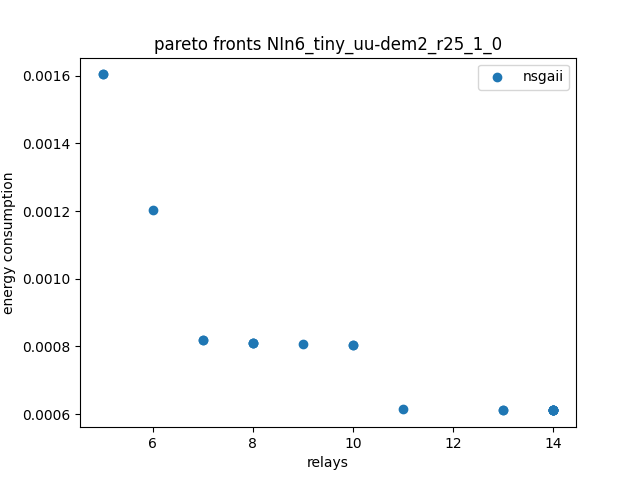 pareto fronts NIn6_tiny_uu-dem2_r25_1_0
nsgaii
0.0016
0.0014
0.0012
0.0010
0.0008
0.0006
energy consumption
6 8 10 12 14
relays